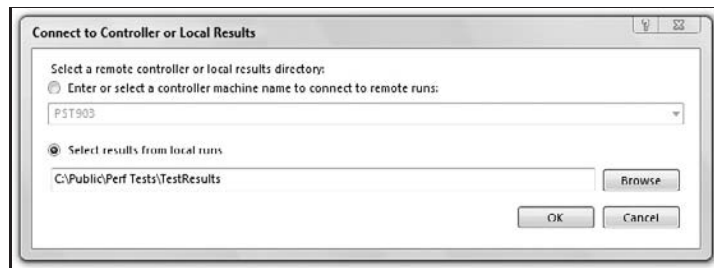 Connect to Controller or Local Results
Select a remote controller or local results directory:
Enter or select a controller machine name to connect to remote runs:
PST903
Select results from local runs
C:\Public\Perf Tests\TestResults
Browse
OK
Cancel